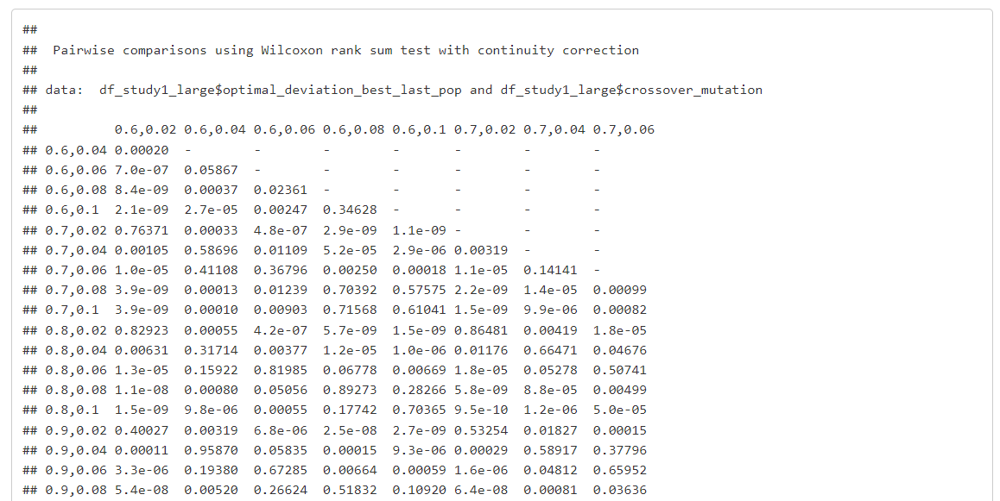 ##
##  Pairwise comparisons using Wilcoxon rank sum test with continuity correction
##
## data:  df_study1_large$optimal_deviation_best_last_pop and df_study1_large$crossover_mutation
##
##          0.6,0.02 0.6,0.04 0.6,0.06 0.6,0.08 0.6,0.1 0.7,0.02 0.7,0.04 0.7,0.06
## 0.6,0.04 0.00020  -        -        -        -       -        -        -
## 0.6,0.06 7.0e-07  0.05867  -        -        -       -        -        -
## 0.6,0.08 8.4e-09  0.00037  0.02361  -        -       -        -        -
## 0.6,0.1  2.1e-09  2.7e-05  0.00247  0.34628  -       -        -        -
## 0.7,0.02 0.76371  0.00033  4.8e-07  2.9e-09  1.1e-09 -        -        -
## 0.7,0.04 0.00105  0.58696  0.01109  5.2e-05  2.9e-06 0.00319  -        -
## 0.7,0.06 1.0e-05  0.41108  0.36796  0.00250  0.00018 1.1e-05  0.14141  -
## 0.7,0.08 3.9e-09  0.00013  0.01239  0.70392  0.57575 2.2e-09  1.4e-05  0.00099
## 0.7,0.1  3.9e-09  0.00010  0.00903  0.71568  0.61041 1.5e-09  9.9e-06  0.00082
## 0.8,0.02 0.82923  0.00055  4.2e-07  5.7e-09  1.5e-09 0.86481  0.00419  1.8e-05
## 0.8,0.04 0.00631  0.31714  0.00377  1.2e-05  1.0e-06 0.01176  0.66471  0.04676
## 0.8,0.06 1.3e-05  0.15922  0.81985  0.06778  0.00669 1.8e-05  0.05278  0.50741
## 0.8,0.08 1.1e-08  0.00080  0.05056  0.89273  0.28266 5.8e-09  8.8e-05  0.00499
## 0.8,0.1  1.5e-09  9.8e-06  0.00055  0.17742  0.70365 9.5e-10  1.2e-06  5.0e-05
## 0.9,0.02 0.40027  0.00319  6.8e-06  2.5e-08  2.7e-09 0.53254  0.01827  0.00015
## 0.9,0.04 0.00011  0.95870  0.05835  0.00015  9.3e-06 0.00029  0.58917  0.37796
## 0.9,0.06 3.3e-06  0.19380  0.67285  0.00664  0.00059 1.6e-06  0.04812  0.65952
## 0.9,0.08 5.4e-08  0.00520  0.26624  0.51832  0.10920 6.4e-08  0.00081  0.03636